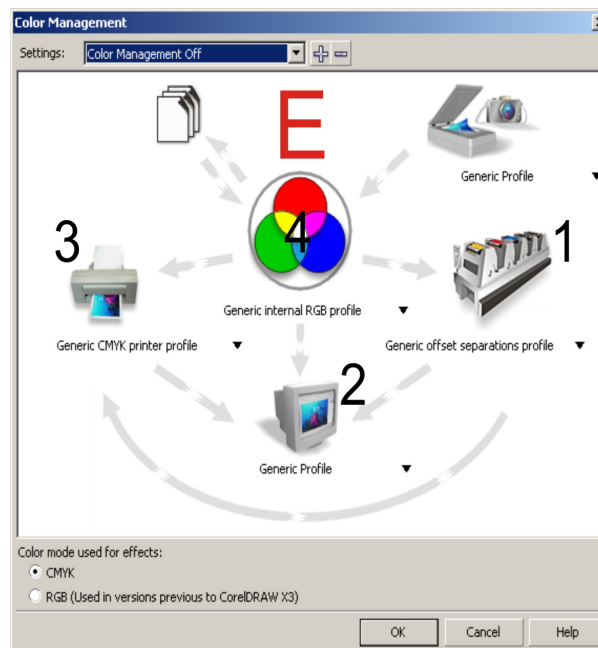 Color Management
Settings: Color Management Off
E
Generic Profile
3
4
1
Generic internal RGB profile
Generic CMYK printer profile
Generic offset separations profile
2
Generic Profile
Color mode used for effects:
CMYK
RGB (Used in versions previous to CorelDRAW X3)
OK Cancel Help